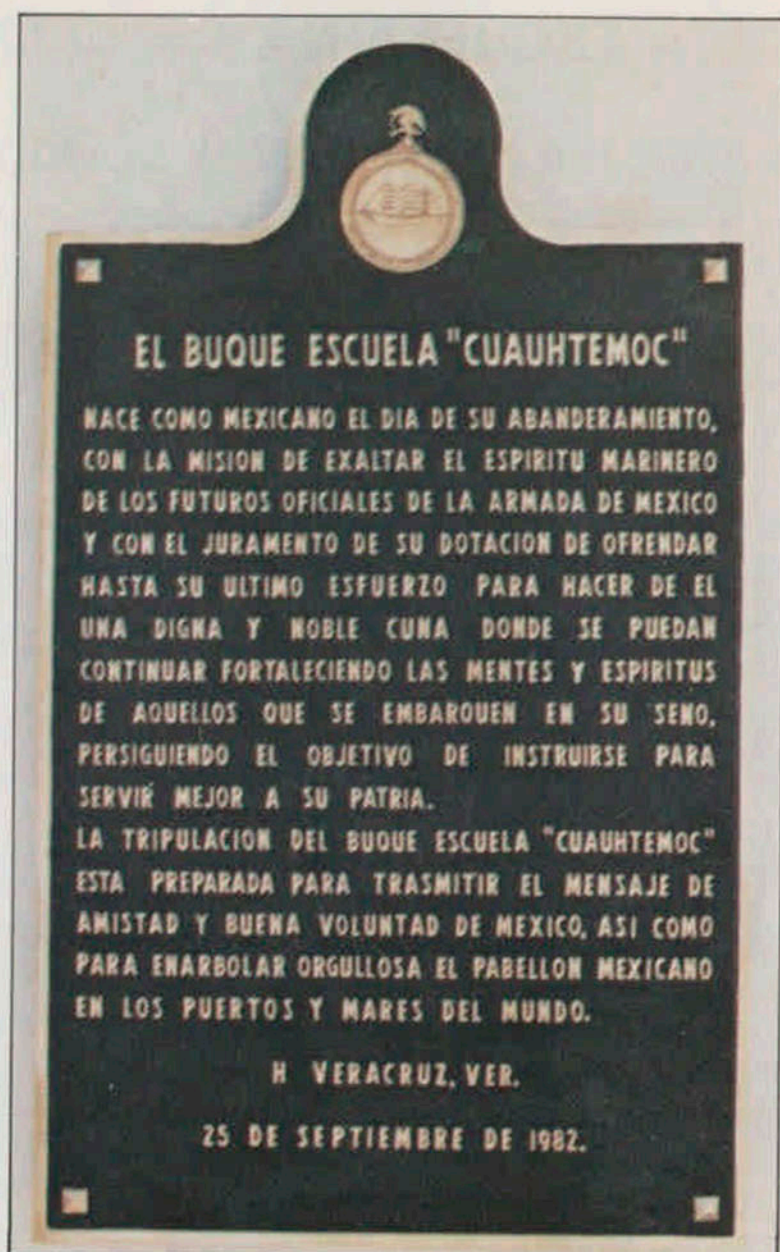 EL BUQUE ESCUELA "CUAUHTEMOC"
NACE COMO MEXICANO EL DIA DE SU ABANDERAMIENTO,
CON LA MISION DE EXALTAR EL ESPIRITU MARINERO
DE LOS FUTUROS OFICIALES DE LA ARMADA DE MEXICO
Y CON EL JURAMENTO DE SU DOTACION DE OFRENDAR
HASTA SU ULTIMO ESFUERZO PARA HACER DE EL
UNA DIGNA Y NOBLE CUNA DONDE SE PUEDAN
CONTINUAR FORTALECIENDO LAS MENTES Y ESPIRITUS
DE AQUELLOS QUE SE EMBARQUEN EN SU SENO,
PERSIGUIENDO EL OBJETIVO DE INSTRUIRSE PARA
SERVIR MEJOR A SU PATRIA.
LA TRIPULACION DEL BUQUE ESCUELA "CUAUHTEMOC"
ESTA PREPARADA PARA TRASMITIR EL MENSAJE DE
AMISTAD Y BUENA VOLUNTAD DE MEXICO, ASI COMO
PARA ENARBOLAR ORGULLOSA EL PABELLON MEXICANO
EN LOS PUERTOS Y MARES DEL MUNDO.
H VERACRUZ, VER.
25 DE SEPTIEMBRE DE 1982.